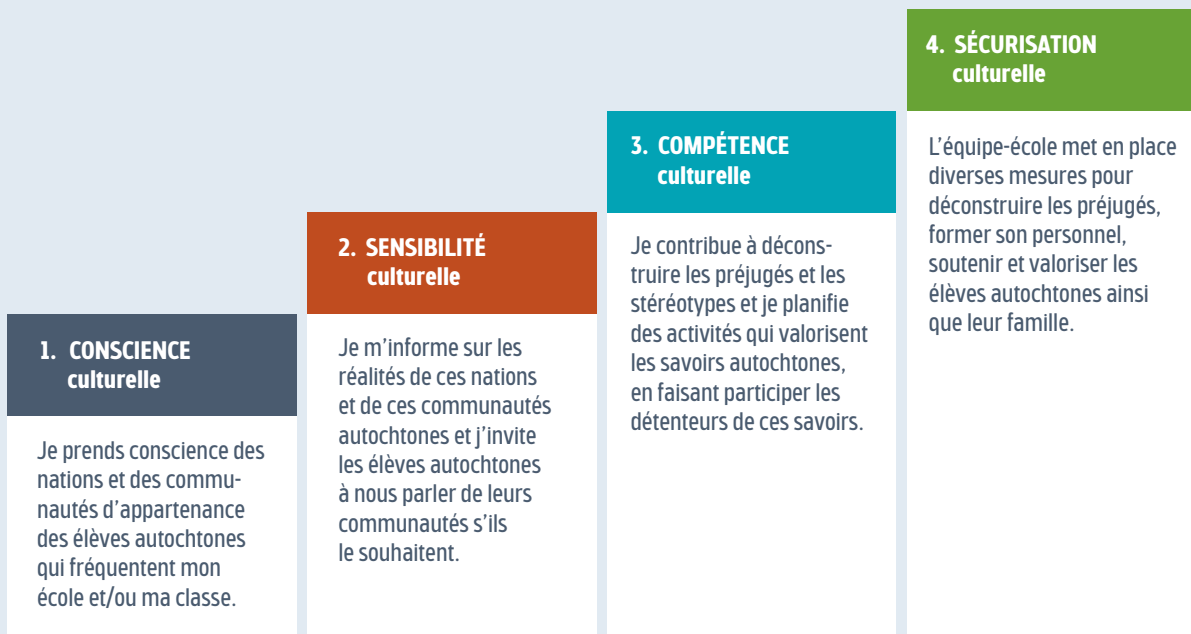 1. CONSCIENCE
culturelle
Je prends conscience des
nations et des commu-
nautés d'appartenance
des élèves autochtones
qui fréquentent mon
école et/ou ma classe.
2. SENSIBILITÉ
culturelle
Je m'informe sur les
réalités de ces nations
et de ces communautés
autochtones et j'invite
les élèves autochtones
à nous parler de leurs
communautés s'ils
le souhaitent.
3. COMPÉTENCE
culturelle
Je contribue à décons-
truire les préjugés et les
stéréotypes et je planifie
des activités qui valorisent
les savoirs autochtones,
en faisant participer les
détenteurs de ces savoirs.
4. SÉCURISATION
culturelle
L'équipe-école met en place
diverses mesures pour
déconstruire les préjugés,
former son personnel,
soutenir et valoriser les
élèves autochtones ainsi
que leur famille.